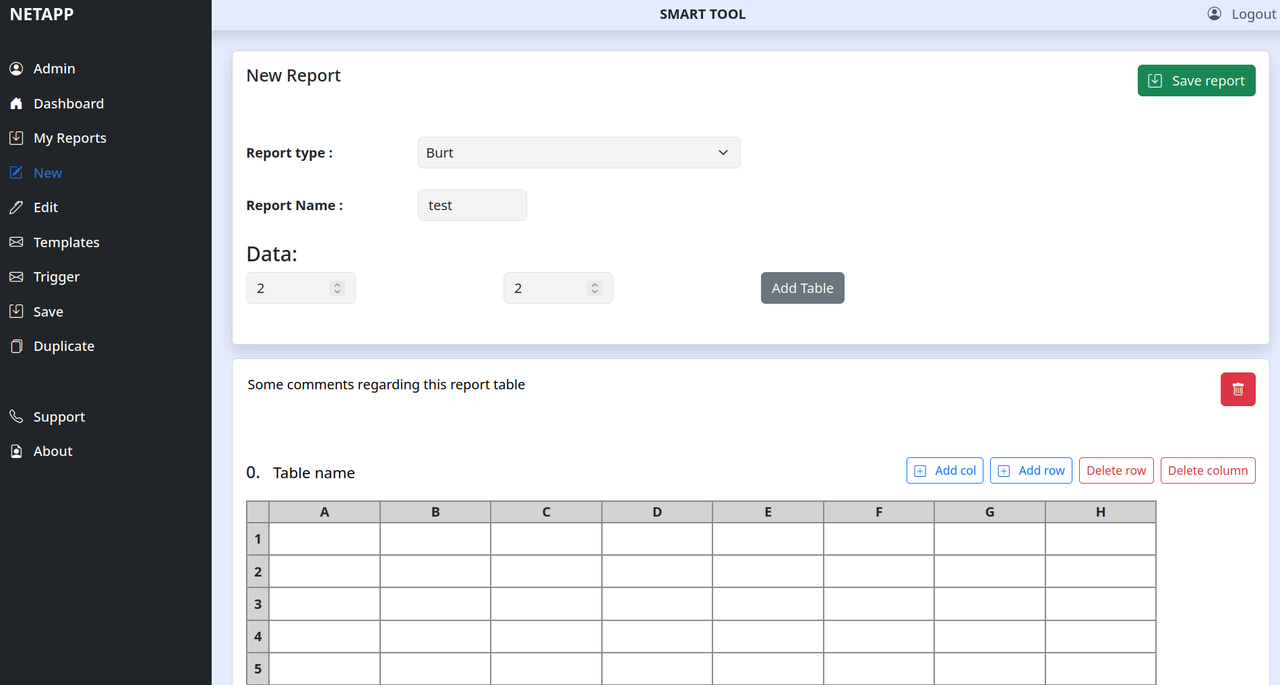 NETAPP
SMART TOOL
Logout
Admin
Dashboard
My Reports
New
Edit
Templates
Trigger
Save
Duplicate
Support
About
New Report
Save report
Report type :
Burt
Report Name :
test
Data:
2
2
Add Table
Some comments regarding this report table
0. Table name
Add col
Add row
Delete row
Delete column
A B C D E F G H
1
2
3
4
5